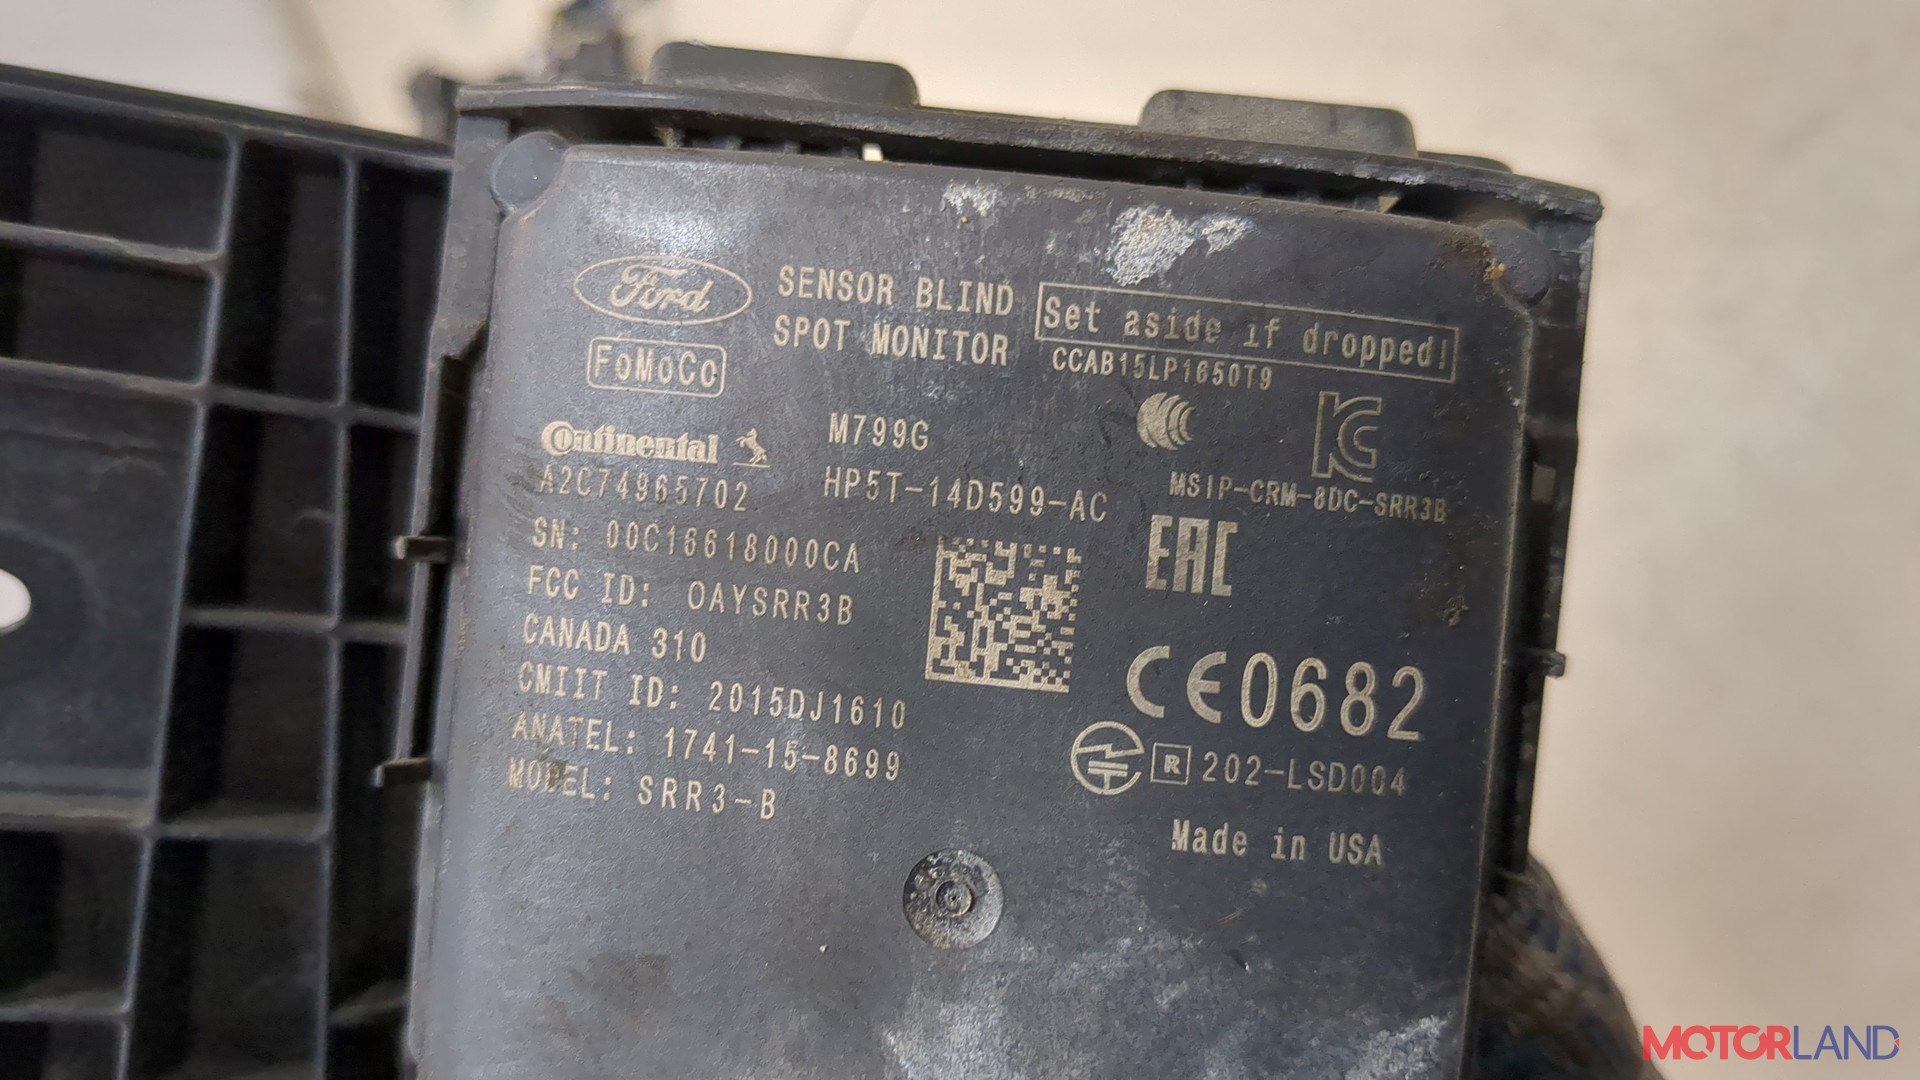 Ford
FoMoCo
SENSOR BLIND
SPOT MONITOR
Set aside if dropped!
CCAB15LP1650T9
Continental
A2C74965702
M799G
HP5T-14D599-AC
MSIP-CRM-8DC-SRR3B
SN: 00C16618000CA
FCC ID: OAYSRR3B
CANADA 310
CMIIT ID: 2015DJ1610
ANATEL: 1741-15-8699
MODEL: SRR3-B
EAC
CE0682
R 202-LSD004
Made in USA
MOTORLAND